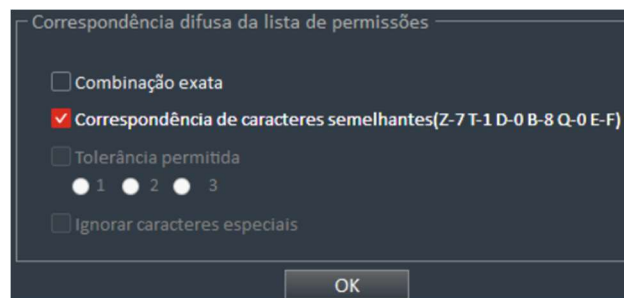 Correspondência difusa da lista de permissões
Combinação exata
Correspondência de caracteres semelhantes(Z-7 T-1 D-0 B-8 Q-0 E-F)
Tolerância permitida
1 2 3
Ignorar caracteres especiais
OK